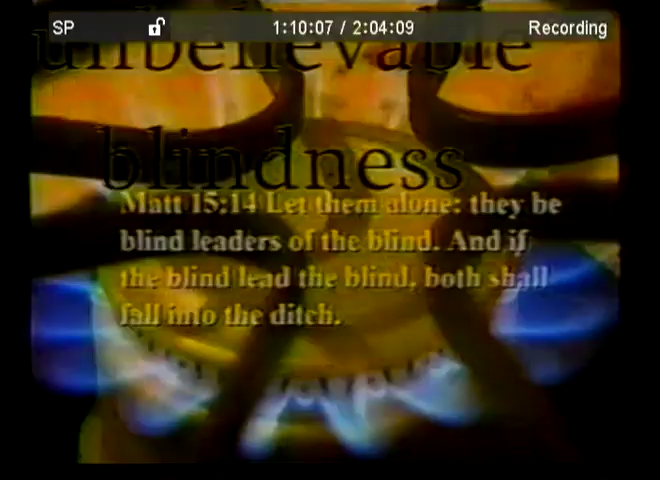 SP 1:10:07 / 2:04:09 Recording
unbelievable
blindness
Matt 15:14 Let them alone: they be
blind leaders of the blind. And if
the blind lead the blind, both shall
fall into the ditch.